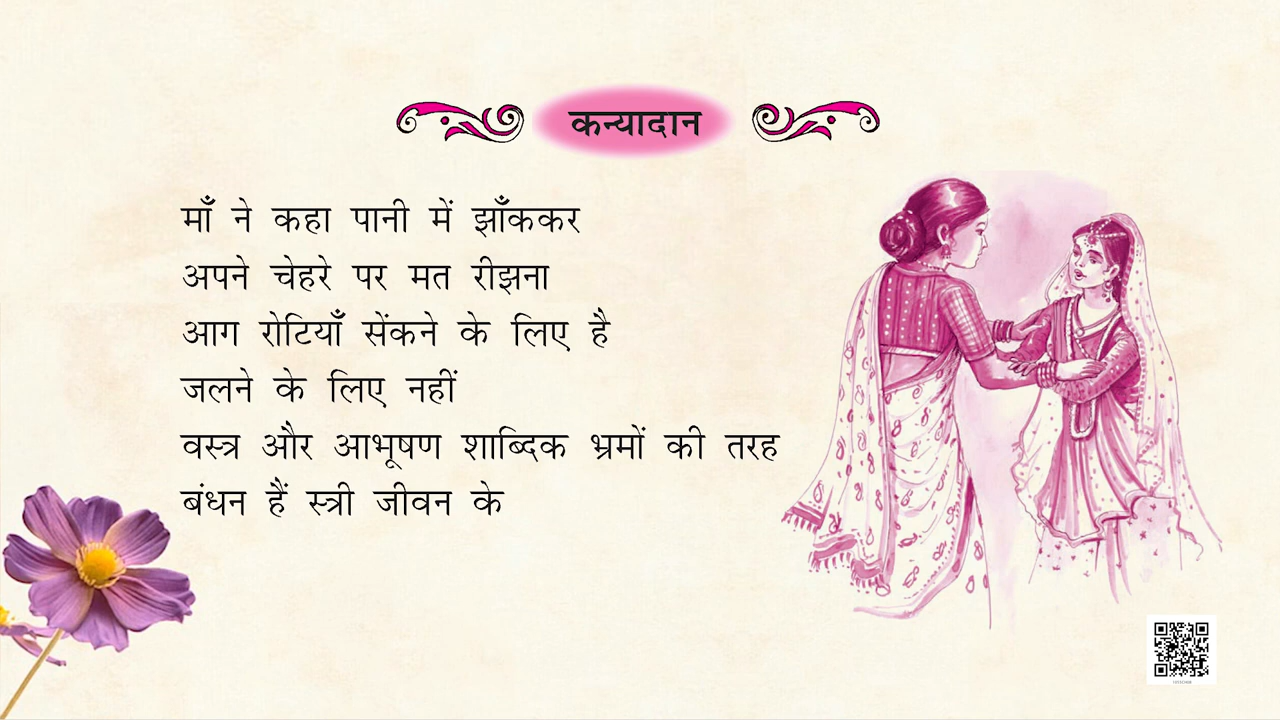 कन्यादान
माँ ने कहा पानी में झाँककर
अपने चेहरे पर मत रीझना
आग रोटियाँ सेंकने के लिए है
जलने के लिए नहीं
वस्त्र और आभूषण शाब्दिक भ्रमों की तरह
बंधन हैं स्त्री जीवन के